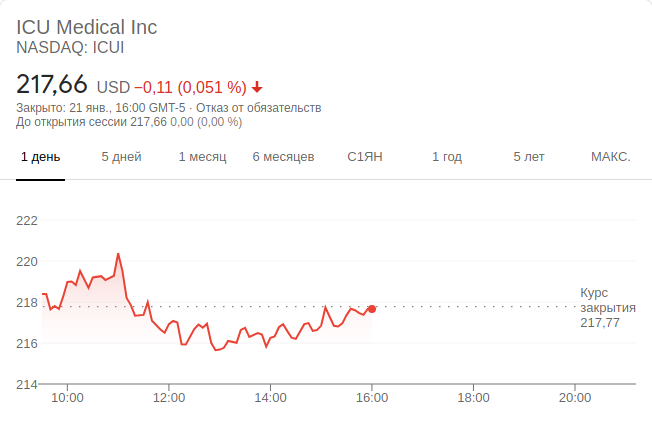 ICU Medical Inc
NASDAQ: ICUI
217,66 USD −0,11 (0,051 %)
Закрыто: 21 янв., 16:00 GMT-5 · Отказ от обязательств
До открытия сессии 217,66 0,00 (0,00 %)
1 день 5 дней 1 месяц 6 месяцев С1ЯН 1 год 5 лет МАКС.
222
220
218
216
214
Курс
закрытия
217,77
10:00 12:00 14:00 16:00 18:00 20:00